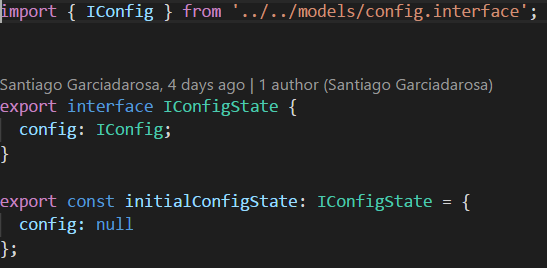 import { IConfig } from '../../models/config.interface';
Santiago Garciadarosa, 4 days ago | 1 author (Santiago Garciadarosa)
export interface IConfigState {
  config: IConfig;
}
export const initialConfigState: IConfigState = {
  config: null
};